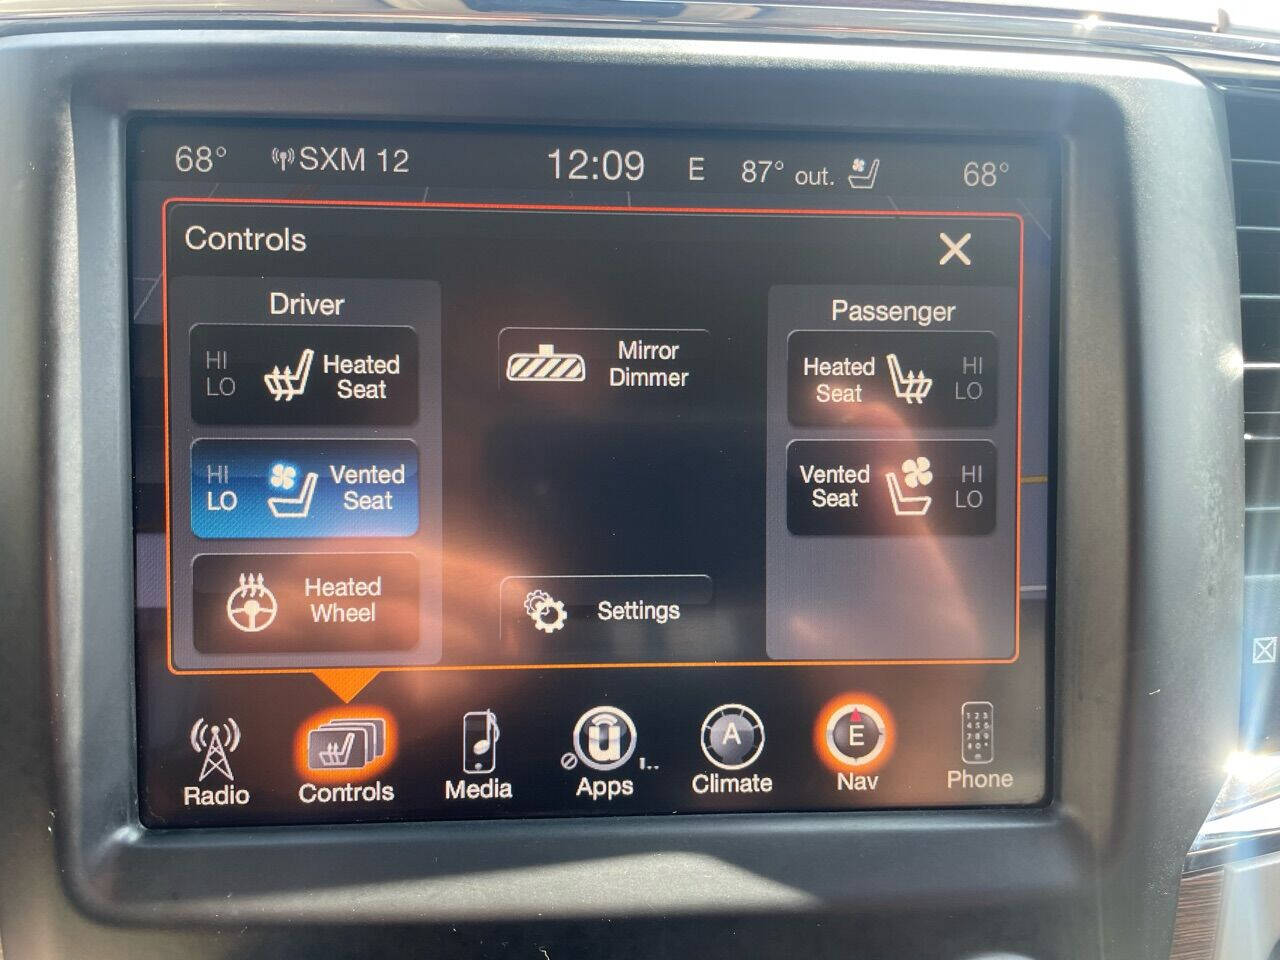 68° SXM 12 12:09 E 87° out. 68°
Controls X
Driver
HI
LO
Heated
Seat
HI
LO
Vented
Seat
Heated
Wheel
Mirror
Dimmer
Settings
Passenger
Heated
Seat
HI
LO
Vented
Seat
HI
LO
A
E
Radio
Controls
Media
Apps
Climate
Nav
Phone